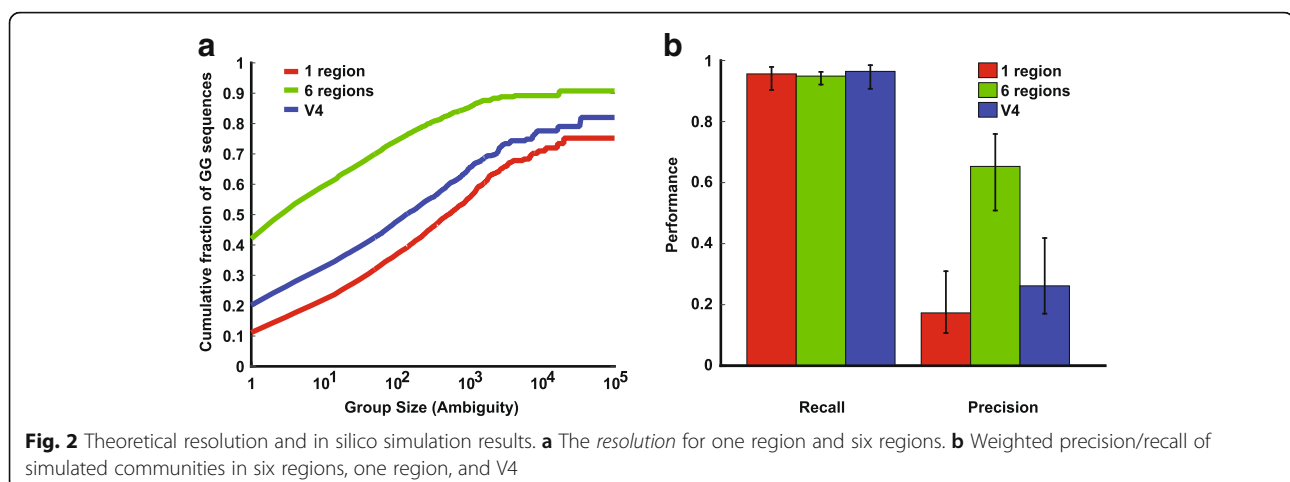 a
1 region
6 regions
V4
Cumulative fraction of GG sequences
1
0.9
0.8
0.7
0.6
0.5
0.4
0.3
0.2
0.1
0
1 10^1 10^2 10^3 10^4 10^5
Group Size (Ambiguity)
b
1 region
6 regions
V4
Performance
1
0.8
0.6
0.4
0.2
0
Recall Precision
Fig. 2 Theoretical resolution and in silico simulation results. a The resolution for one region and six regions. b Weighted precision/recall of
simulated communities in six regions, one region, and V4